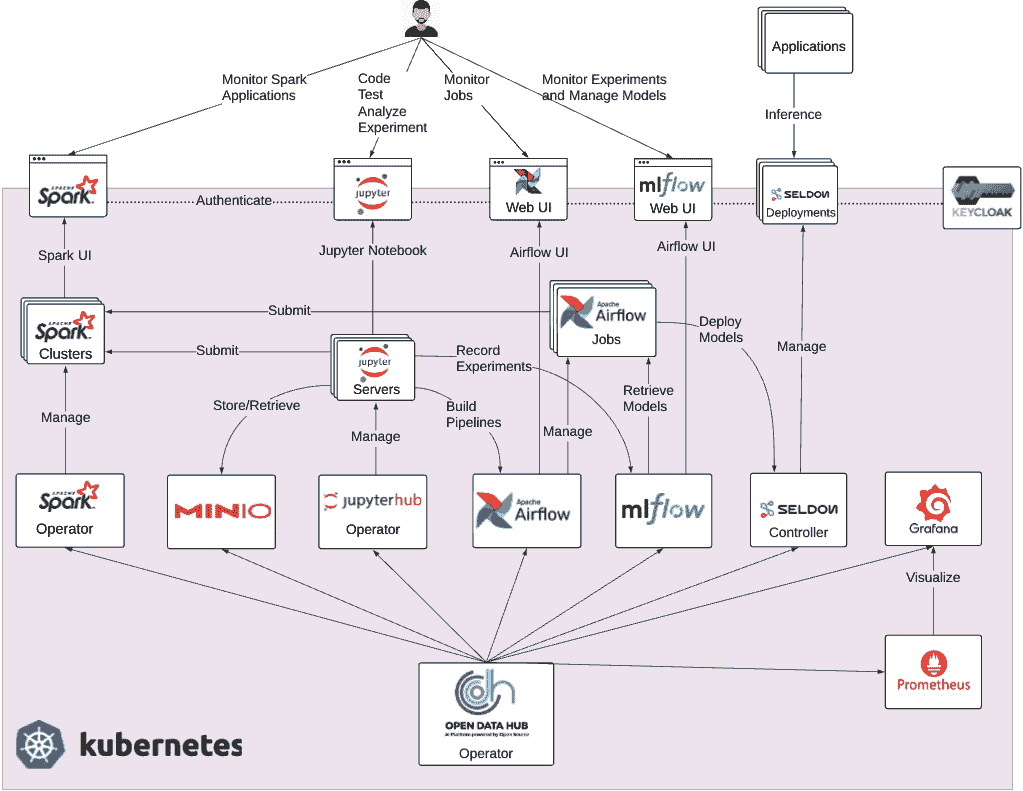 Applications
Monitor Spark
Applications
Code
Test
Analyze
Experiment
Monitor
Jobs
Monitor Experiments
and Manage Models
Inference
APACHE
Spark
jupyter
Web UI
mlflow
Web UI
SELDON
Deployments
KEYCLOAK
Authenticate
Spark UI
Jupyter Notebook
Airflow UI
Airflow UI
APACHE
Spark
Clusters
Submit
Apache
Airflow
Jobs
Deploy
Models
Manage
Submit
jupyter
Servers
Record
Experiments
Manage
Store/Retrieve
Build
Pipelines
Retrieve
Models
Manage
Manage
APACHE
Spark
Operator
MINIO
jupyterhub
Operator
Apache
Airflow
mlflow
SELDON
Controller
Grafana
Visualize
Prometheus
OPEN DATA HUB
AI-Platform powered by Open Source
Operator
kubernetes